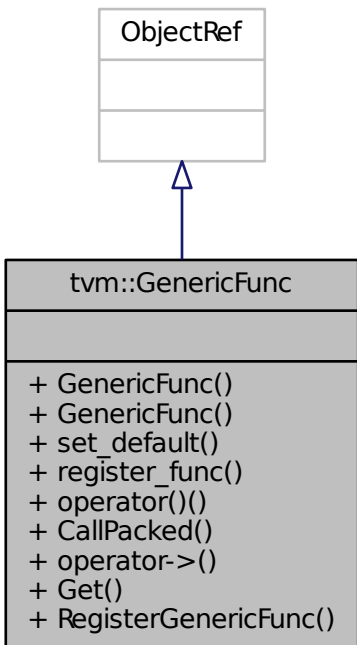 ObjectRef
tvm::GenericFunc
+ GenericFunc()
+ GenericFunc()
+ set_default()
+ register_func()
+ operator()()
+ CallPacked()
+ operator->()
+ Get()
+ RegisterGenericFunc()